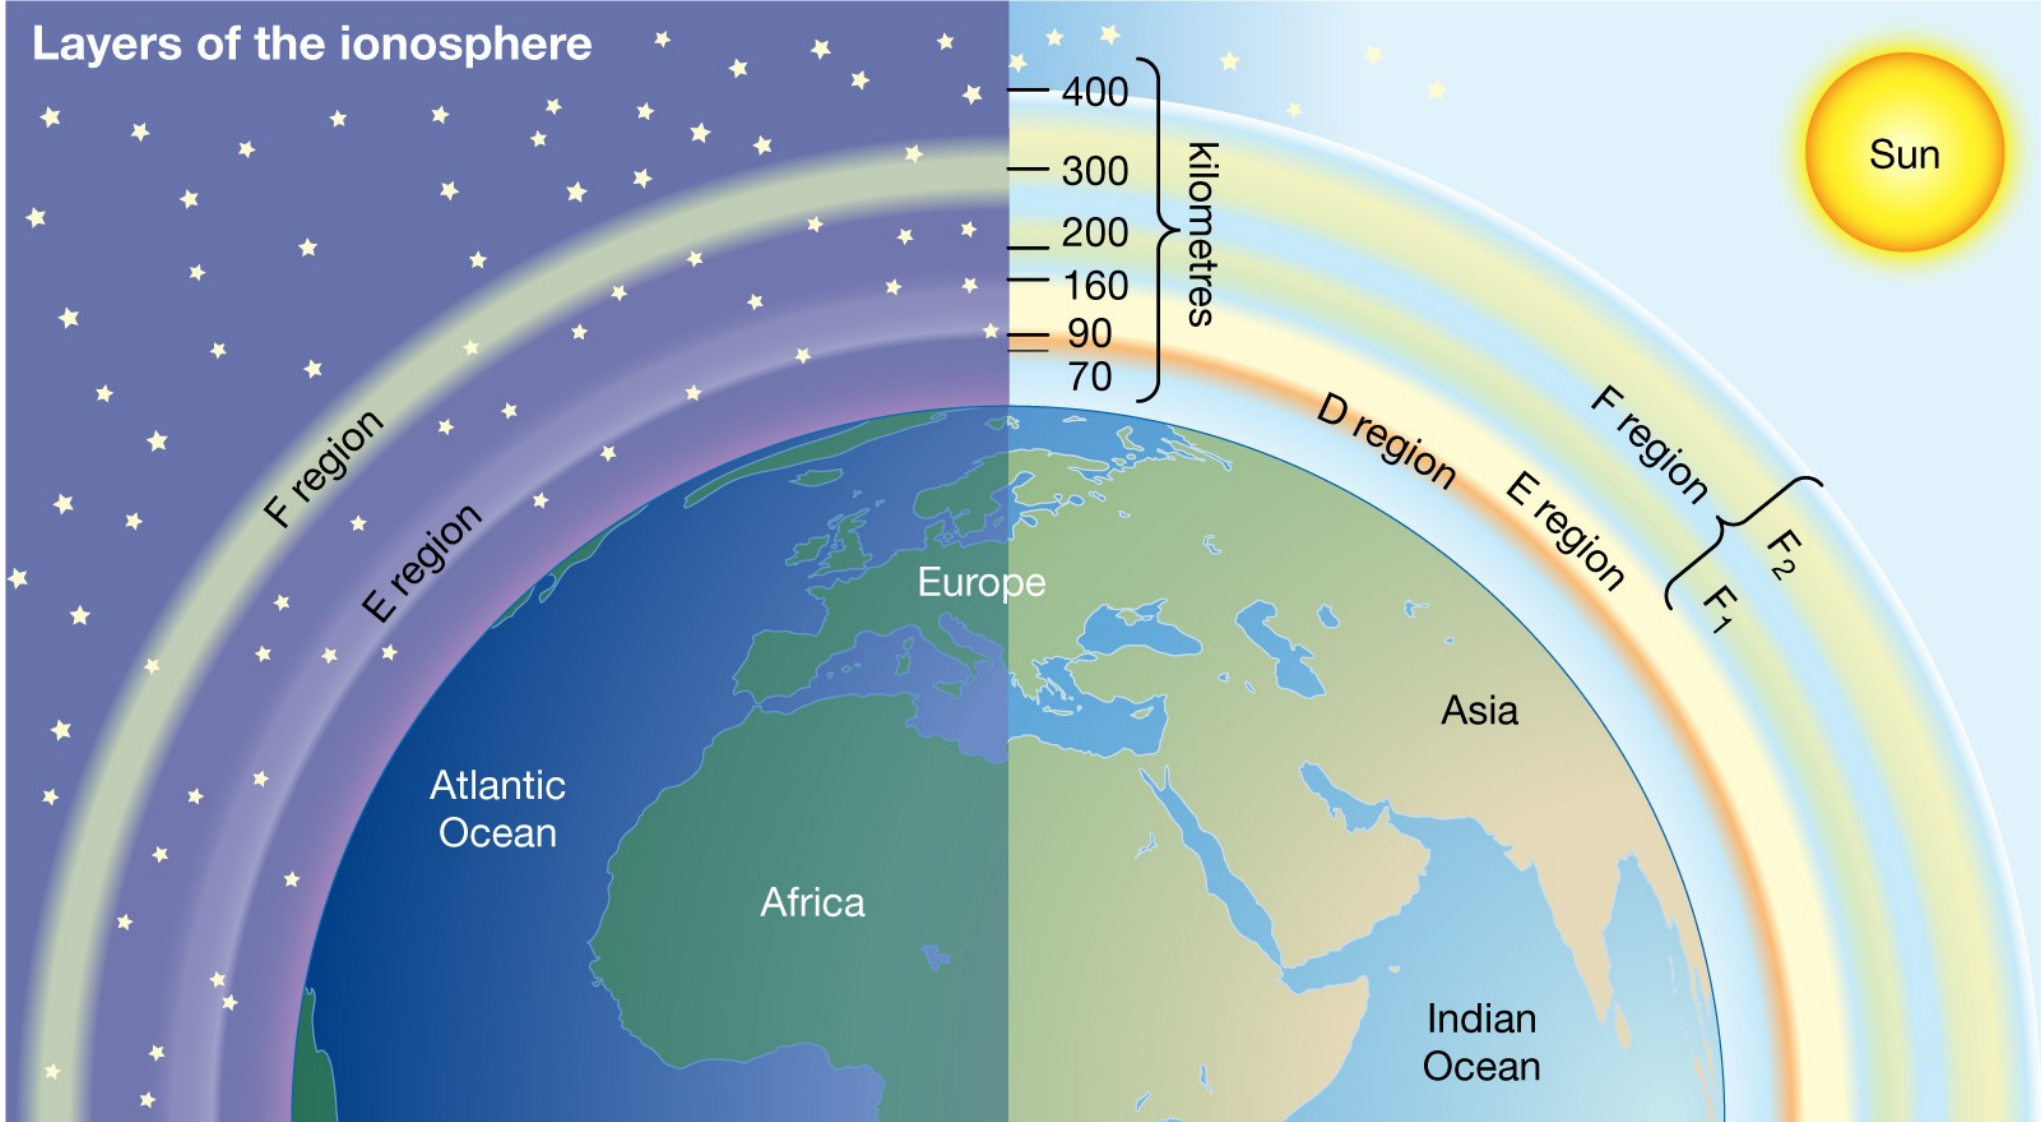 Layers of the ionosphere
400
300
200
160
90
70
kilometres
Sun
F region
E region
D region
E region
F region
F₂
F₁
Europe
Asia
Atlantic
Ocean
Africa
Indian
Ocean